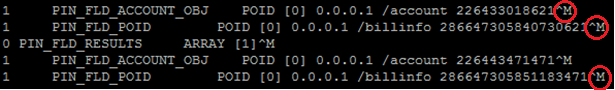 1 PIN_FLD_ACCOUNT_OBJ POID [0] 0.0.0.1 /account 226433018621^M
1 PIN_FLD_POID POID [0] 0.0.0.1 /billinfo 286647305840730621^M
0 PIN_FLD_RESULTS ARRAY [1]^M
1 PIN_FLD_ACCOUNT_OBJ POID [0] 0.0.0.1 /account 226443471471^M
1 PIN_FLD_POID POID [0] 0.0.0.1 /billinfo 286647305851183471^M